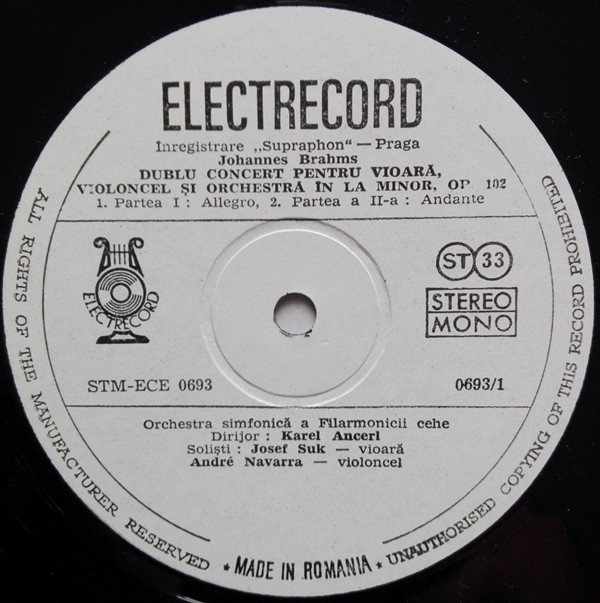 ELECTRECORD
Înregistrare „Supraphon“ — Praga
Johannes Brahms
DUBLU CONCERT PENTRU VIOARĂ,
VIOLONCEL ȘI ORCHESTRĂ ÎN LA MINOR, OP. 102
1. Partea I : Allegro, 2. Partea a II-a : Andante
ELECTRECORD
ST 33
STEREO
MONO
STM-ECE 0693
0693/1
Orchestra simfonică a Filarmonicii cehe
Dirijor : Karel Ancerl
Soliști : Josef Suk — vioară
André Navarra — violoncel
ALL RIGHTS OF THE MANUFACTURER RESERVED ★ MADE IN ROMANIA ★ UNAUTHORISED COPYING OF THIS RECORD PROHIBITED